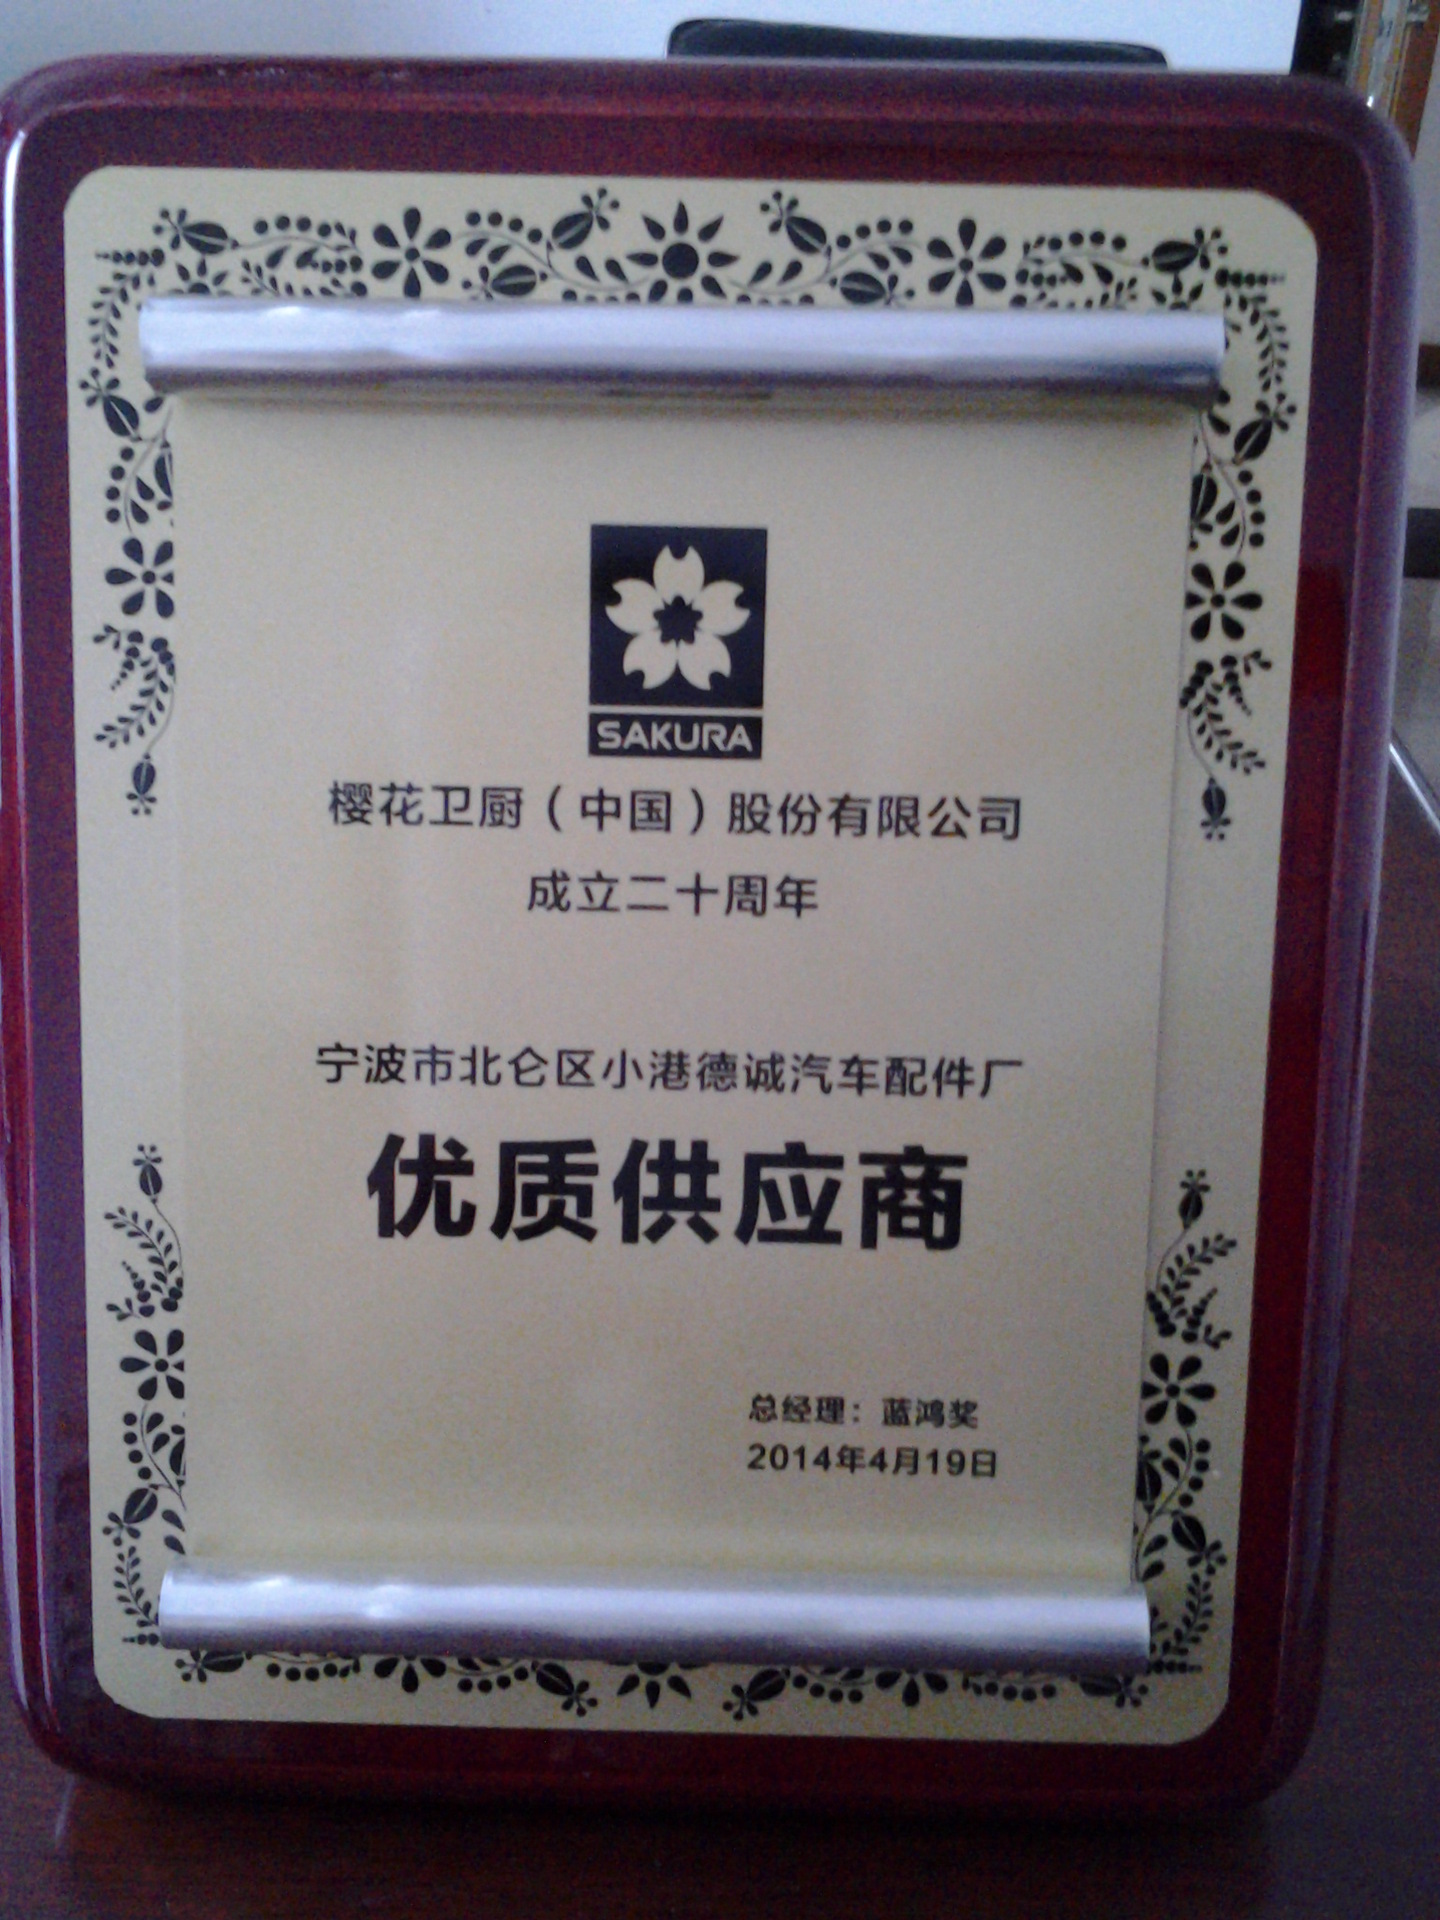 SAKURA
樱花卫厨（中国）股份有限公司
成立二十周年
宁波市北仑区小港德诚汽车配件厂
优质供应商
总经理：蓝鸿奖
2014年4月19日